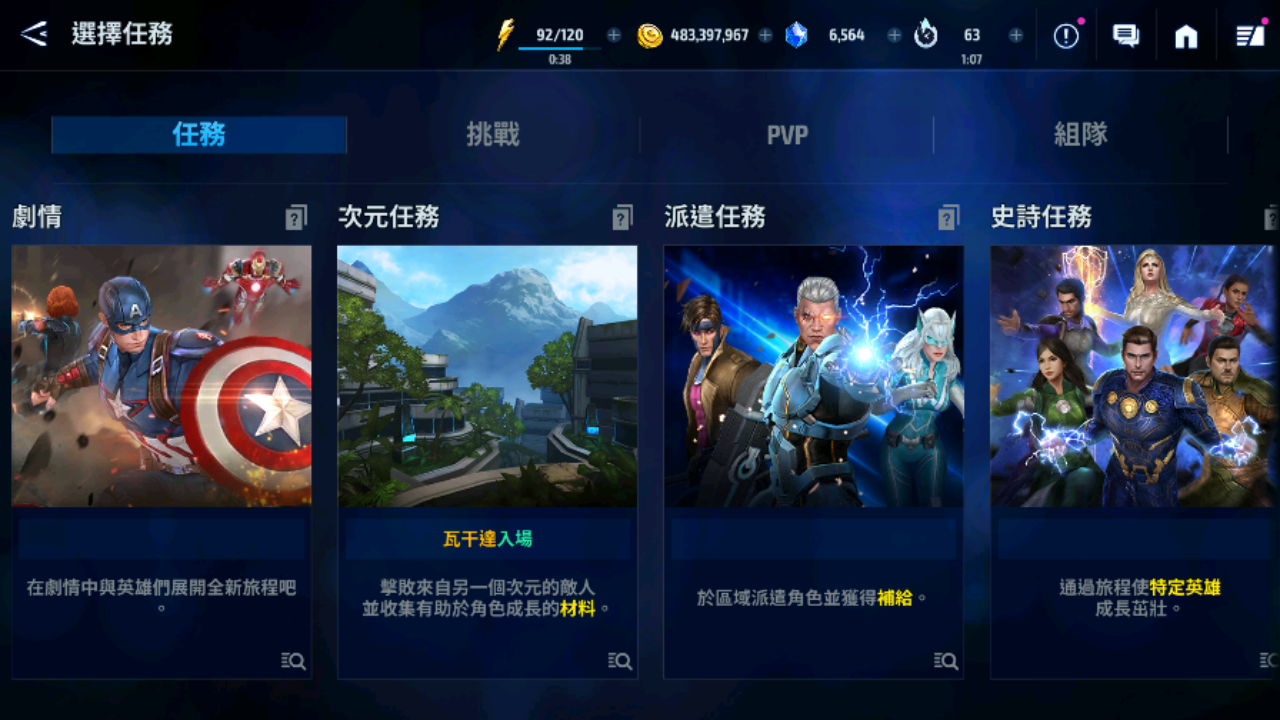 選擇任務
92/120
0:38
483,397,967
6,564
63
1:07
任務
挑戰
PVP
組隊
劇情
次元任務
派遣任務
史詩任務
瓦干達入場
在劇情中與英雄們展開全新旅程吧
。
擊敗來自另一個次元的敵人
並收集有助於角色成長的材料。
於區域派遣角色並獲得補給。
通過旅程使特定英雄
成長茁壯。